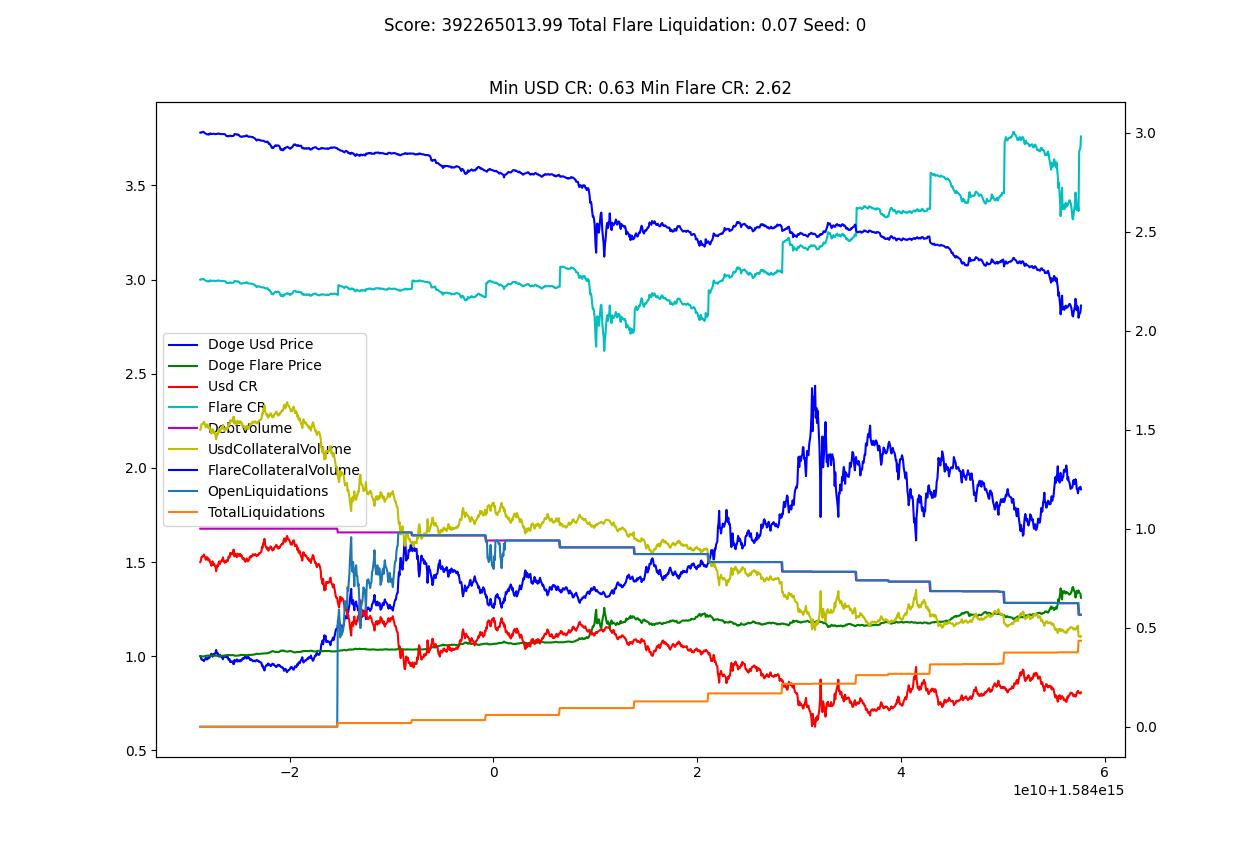 Score: 392265013.99 Total Flare Liquidation: 0.07 Seed: 0
Min USD CR: 0.63 Min Flare CR: 2.62
3.5
3.0
2.5
2.0
1.5
1.0
0.5
3.0
2.5
2.0
1.5
1.0
0.5
0.0
Doge Usd Price
Doge Flare Price
Usd CR
Flare CR
DebtVolume
UsdCollateralVolume
FlareCollateralVolume
OpenLiquidations
TotalLiquidations
−2 0 2 4 6
1e10+1.584e15